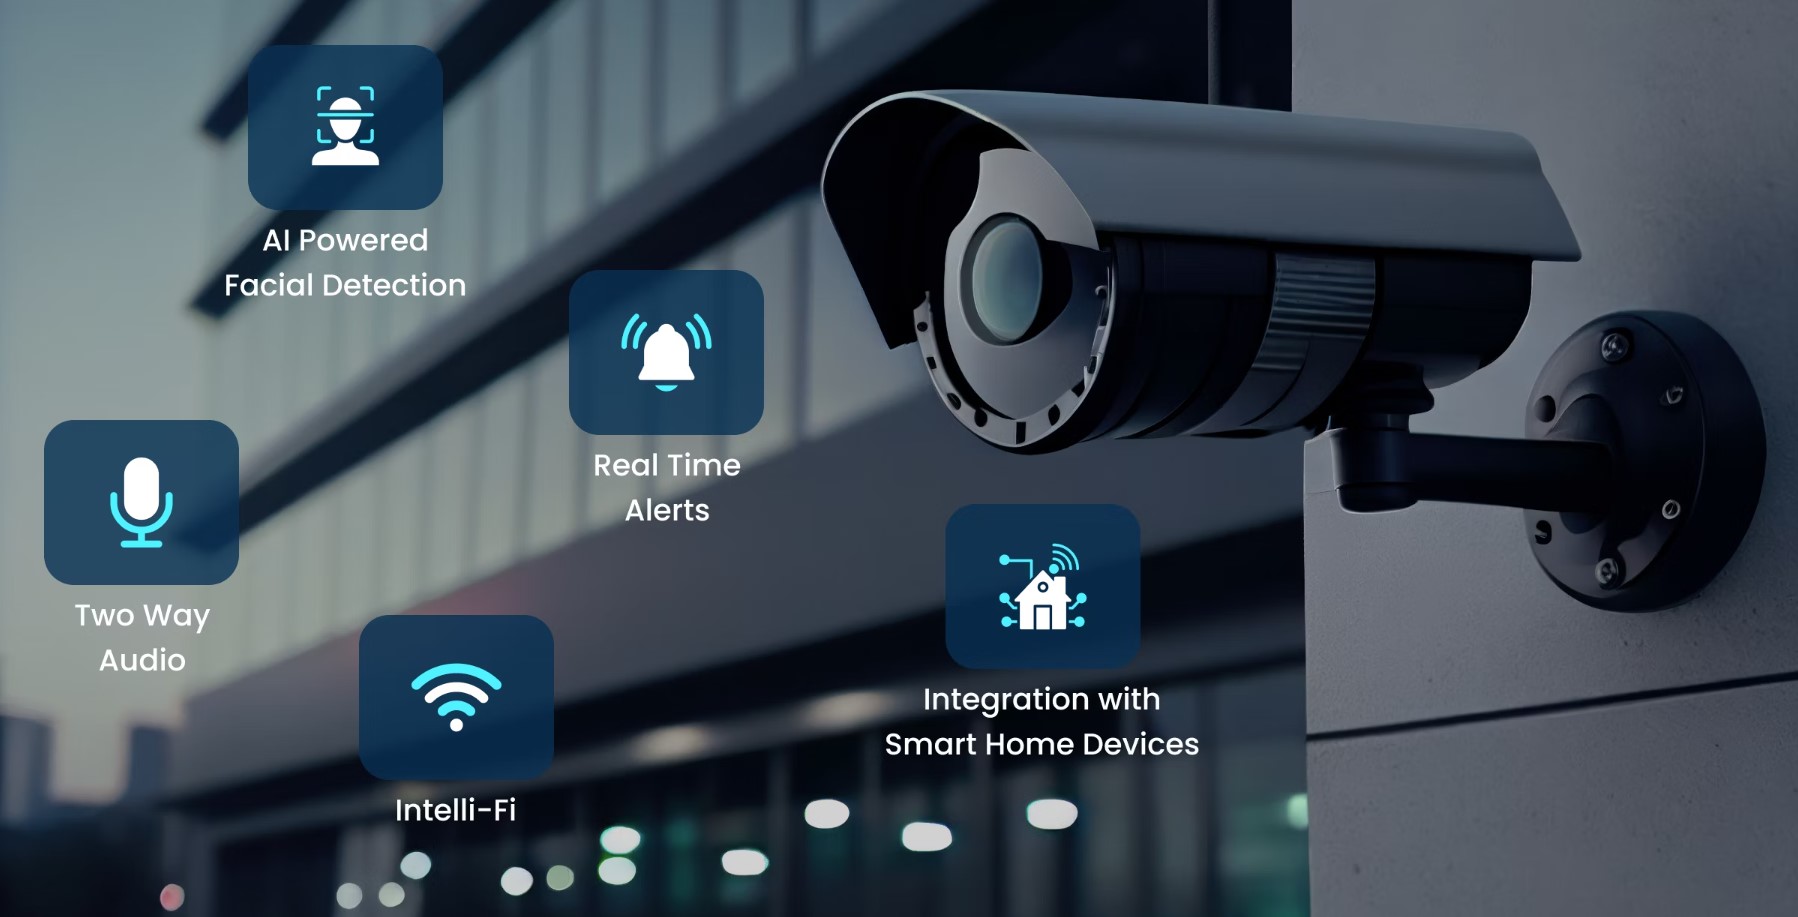 AI Powered
Facial Detection
Real Time
Alerts
Two Way
Audio
Integration with
Smart Home Devices
Intelli-Fi